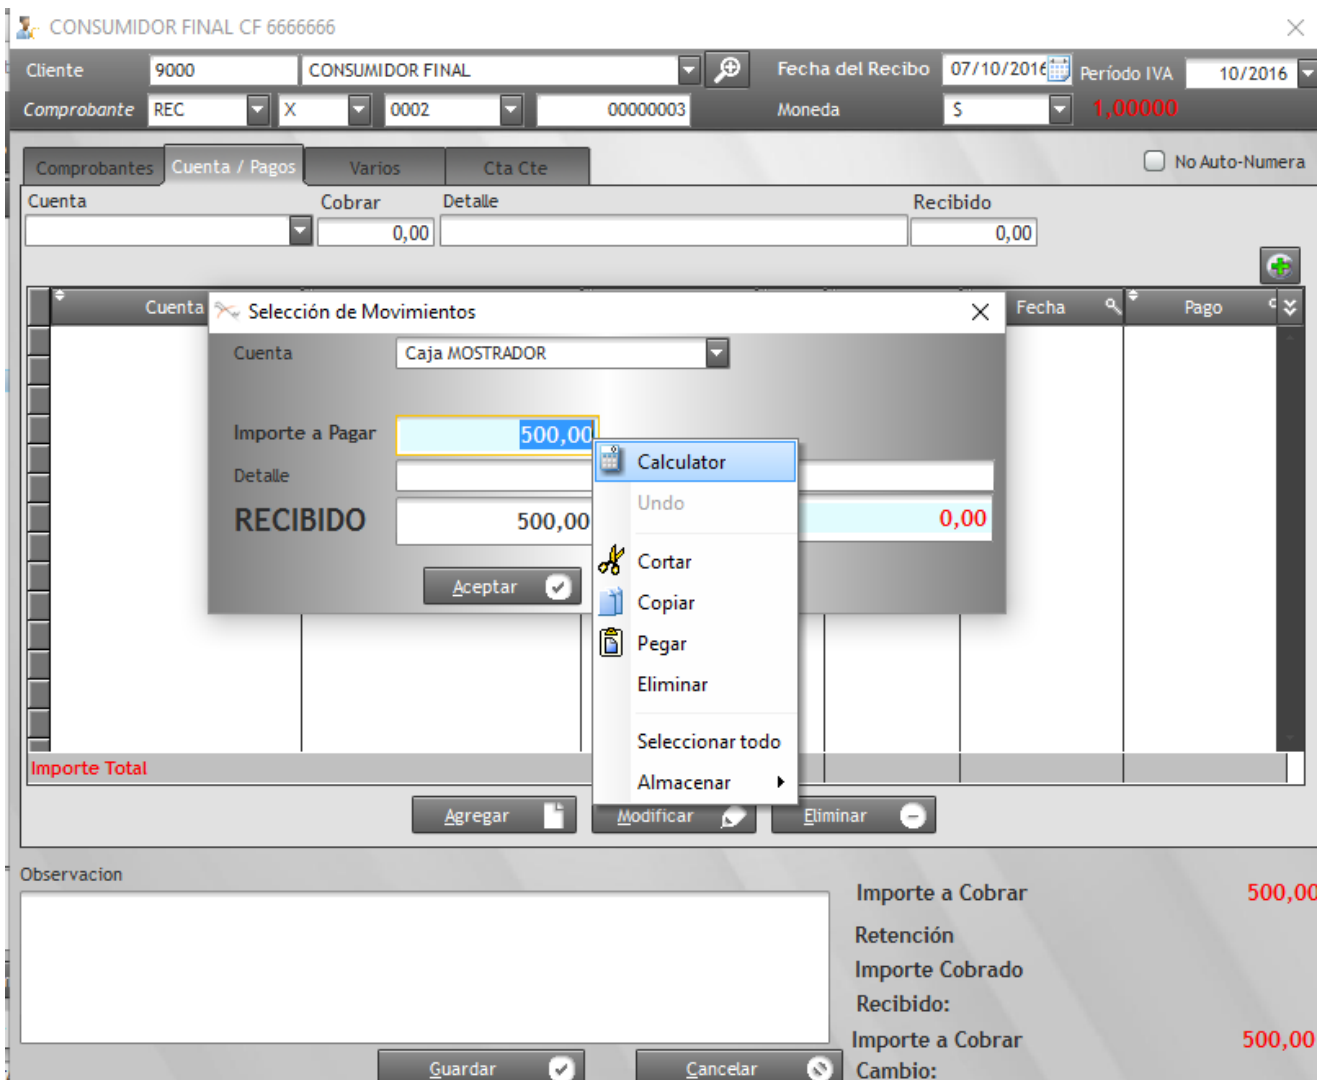 CONSUMIDOR FINAL CF 6666666
Cliente 9000 CONSUMIDOR FINAL Fecha del Recibo 07/10/2016 Período IVA 10/2016
Comprobante REC X 0002 00000003 Moneda $ 1,00000
Comprobantes Cuenta / Pagos Varios Cta Cte No Auto-Numera
Cuenta Cobrar Detalle Recibido
0,00 0,00
Cuenta Fecha Pago
Selección de Movimientos
Cuenta Caja MOSTRADOR
Importe a Pagar 500,00
Detalle
RECIBIDO 500,00 0,00
Aceptar
Calculator
Undo
Cortar
Copiar
Pegar
Eliminar
Seleccionar todo
Almacenar
Importe Total
Agregar Modificar Eliminar
Observacion
Importe a Cobrar 500,00
Retención
Importe Cobrado
Recibido:
Importe a Cobrar 500,00
Guardar Cancelar Cambio: